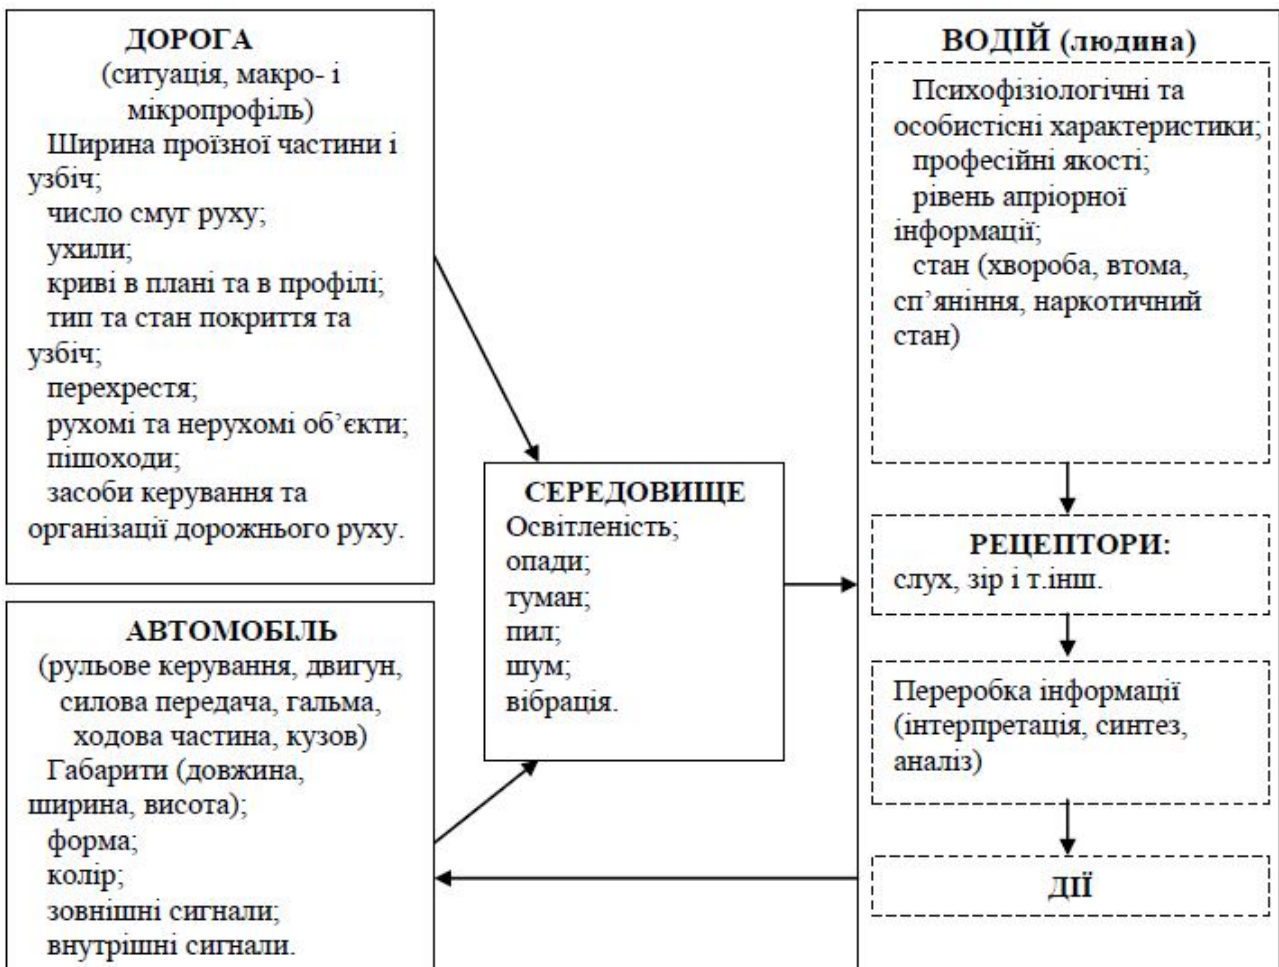 ДОРОГА
(ситуація, макро- і
мікропрофіль)
Ширина проїзної частини і
узбіч;
число смуг руху;
ухили;
криві в плані та в профілі;
тип та стан покриття та
узбіч;
перехрестя;
рухомі та нерухомі об’єкти;
пішоходи;
засоби керування та
організації дорожнього руху.
АВТОМОБІЛЬ
(рульове керування, двигун,
силова передача, гальма,
ходова частина, кузов)
Габарити (довжина,
ширина, висота);
форма;
колір;
зовнішні сигнали;
внутрішні сигнали.
СЕРЕДОВИЩЕ
Освітленість;
опади;
туман;
пил;
шум;
вібрація.
ВОДІЙ (людина)
Психофізіологічні та
особистісні характеристики;
професійні якості;
рівень апріорної
інформації;
стан (хвороба, втома,
сп’яніння, наркотичний
стан)
РЕЦЕПТОРИ:
слух, зір і т.інш.
Переробка інформації
(інтерпретація, синтез,
аналіз)
ДІЇ